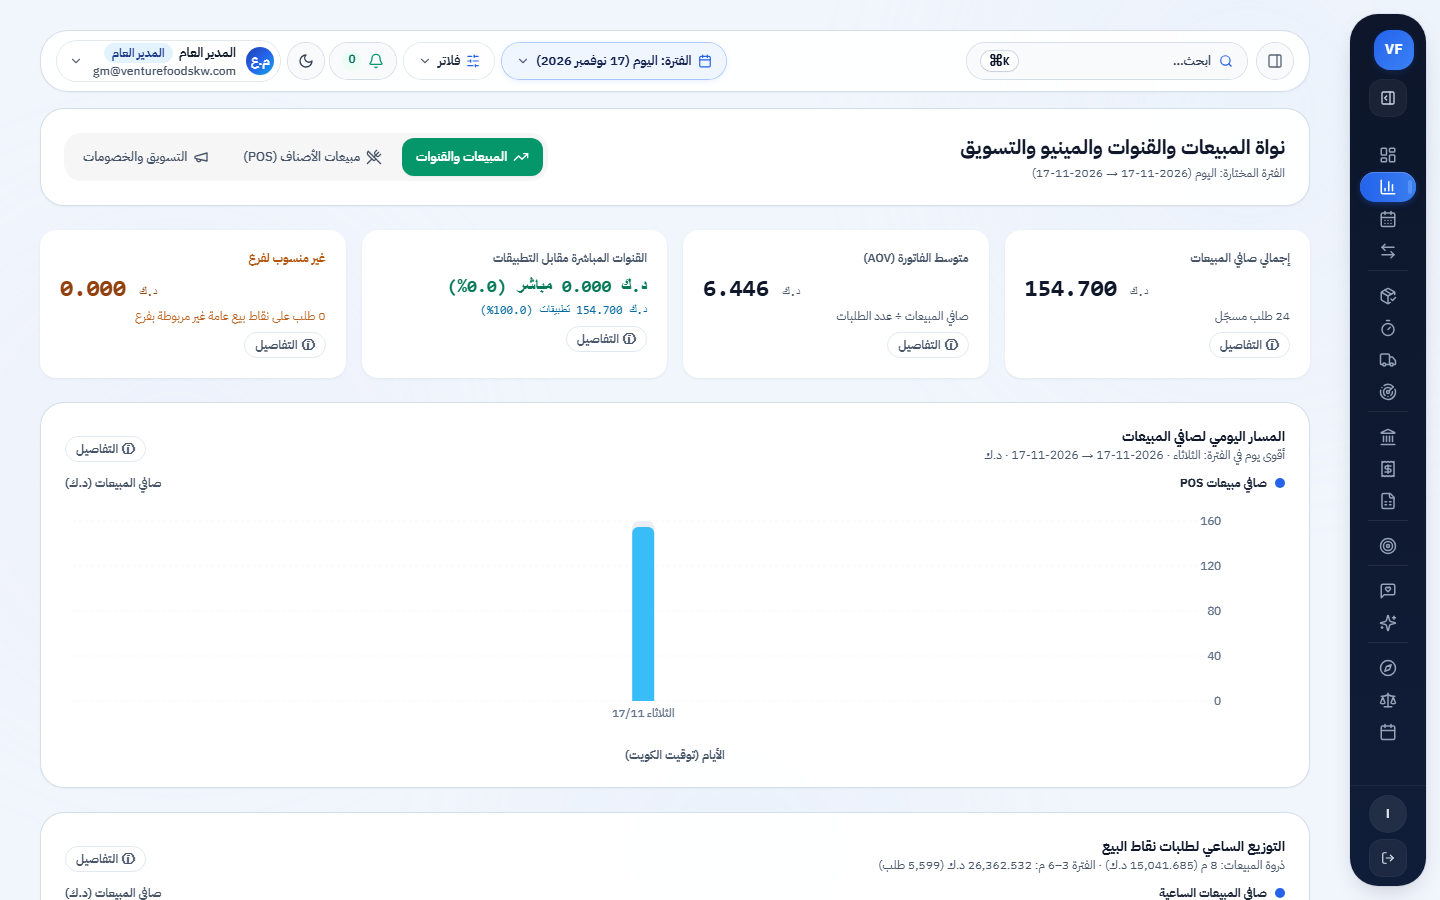 VF
ابحث...
⌘K
الفترة: اليوم (17 نوفمبر 2026)
فلاتر
0
م.ع
المدير العام
المدير العام
gm@venturefoodskw.com
نواة المبيعات والقنوات والمينيو والتسويق
الفترة المختارة: اليوم (2026-11-17 → 2026-11-17)
المبيعات والقنوات
مبيعات الأصناف (POS)
التسويق والخصومات
إجمالي صافي المبيعات
154.700 د.ك
24 طلب مسجّل
التفاصيل
متوسط الفاتورة (AOV)
6.446 د.ك
صافي المبيعات ÷ عدد الطلبات
التفاصيل
القنوات المباشرة مقابل التطبيقات
د.ك 0.000 مباشر (0.0%)
د.ك 154.700 تطبيقات (100.0%)
التفاصيل
غير منسوب لفرع
0.000 د.ك
0 طلب على نقاط بيع عامة غير مربوطة بفرع
التفاصيل
المسار اليومي لصافي المبيعات
أقوى يوم في الفترة: الثلاثاء · 2026-11-17 → 2026-11-17 · د.ك
التفاصيل
صافي مبيعات POS
صافي المبيعات (د.ك)
160
120
80
40
0
الثلاثاء 17/11
الأيام (توقيت الكويت)
التوزيع الساعي لطلبات نقاط البيع
ذروة المبيعات: 8 م (15,041.685 د.ك) · الفترة 3–6 م: 26,362.532 د.ك (5,599 طلب)
التفاصيل
صافي المبيعات الساعية
صافي المبيعات (د.ك)
I